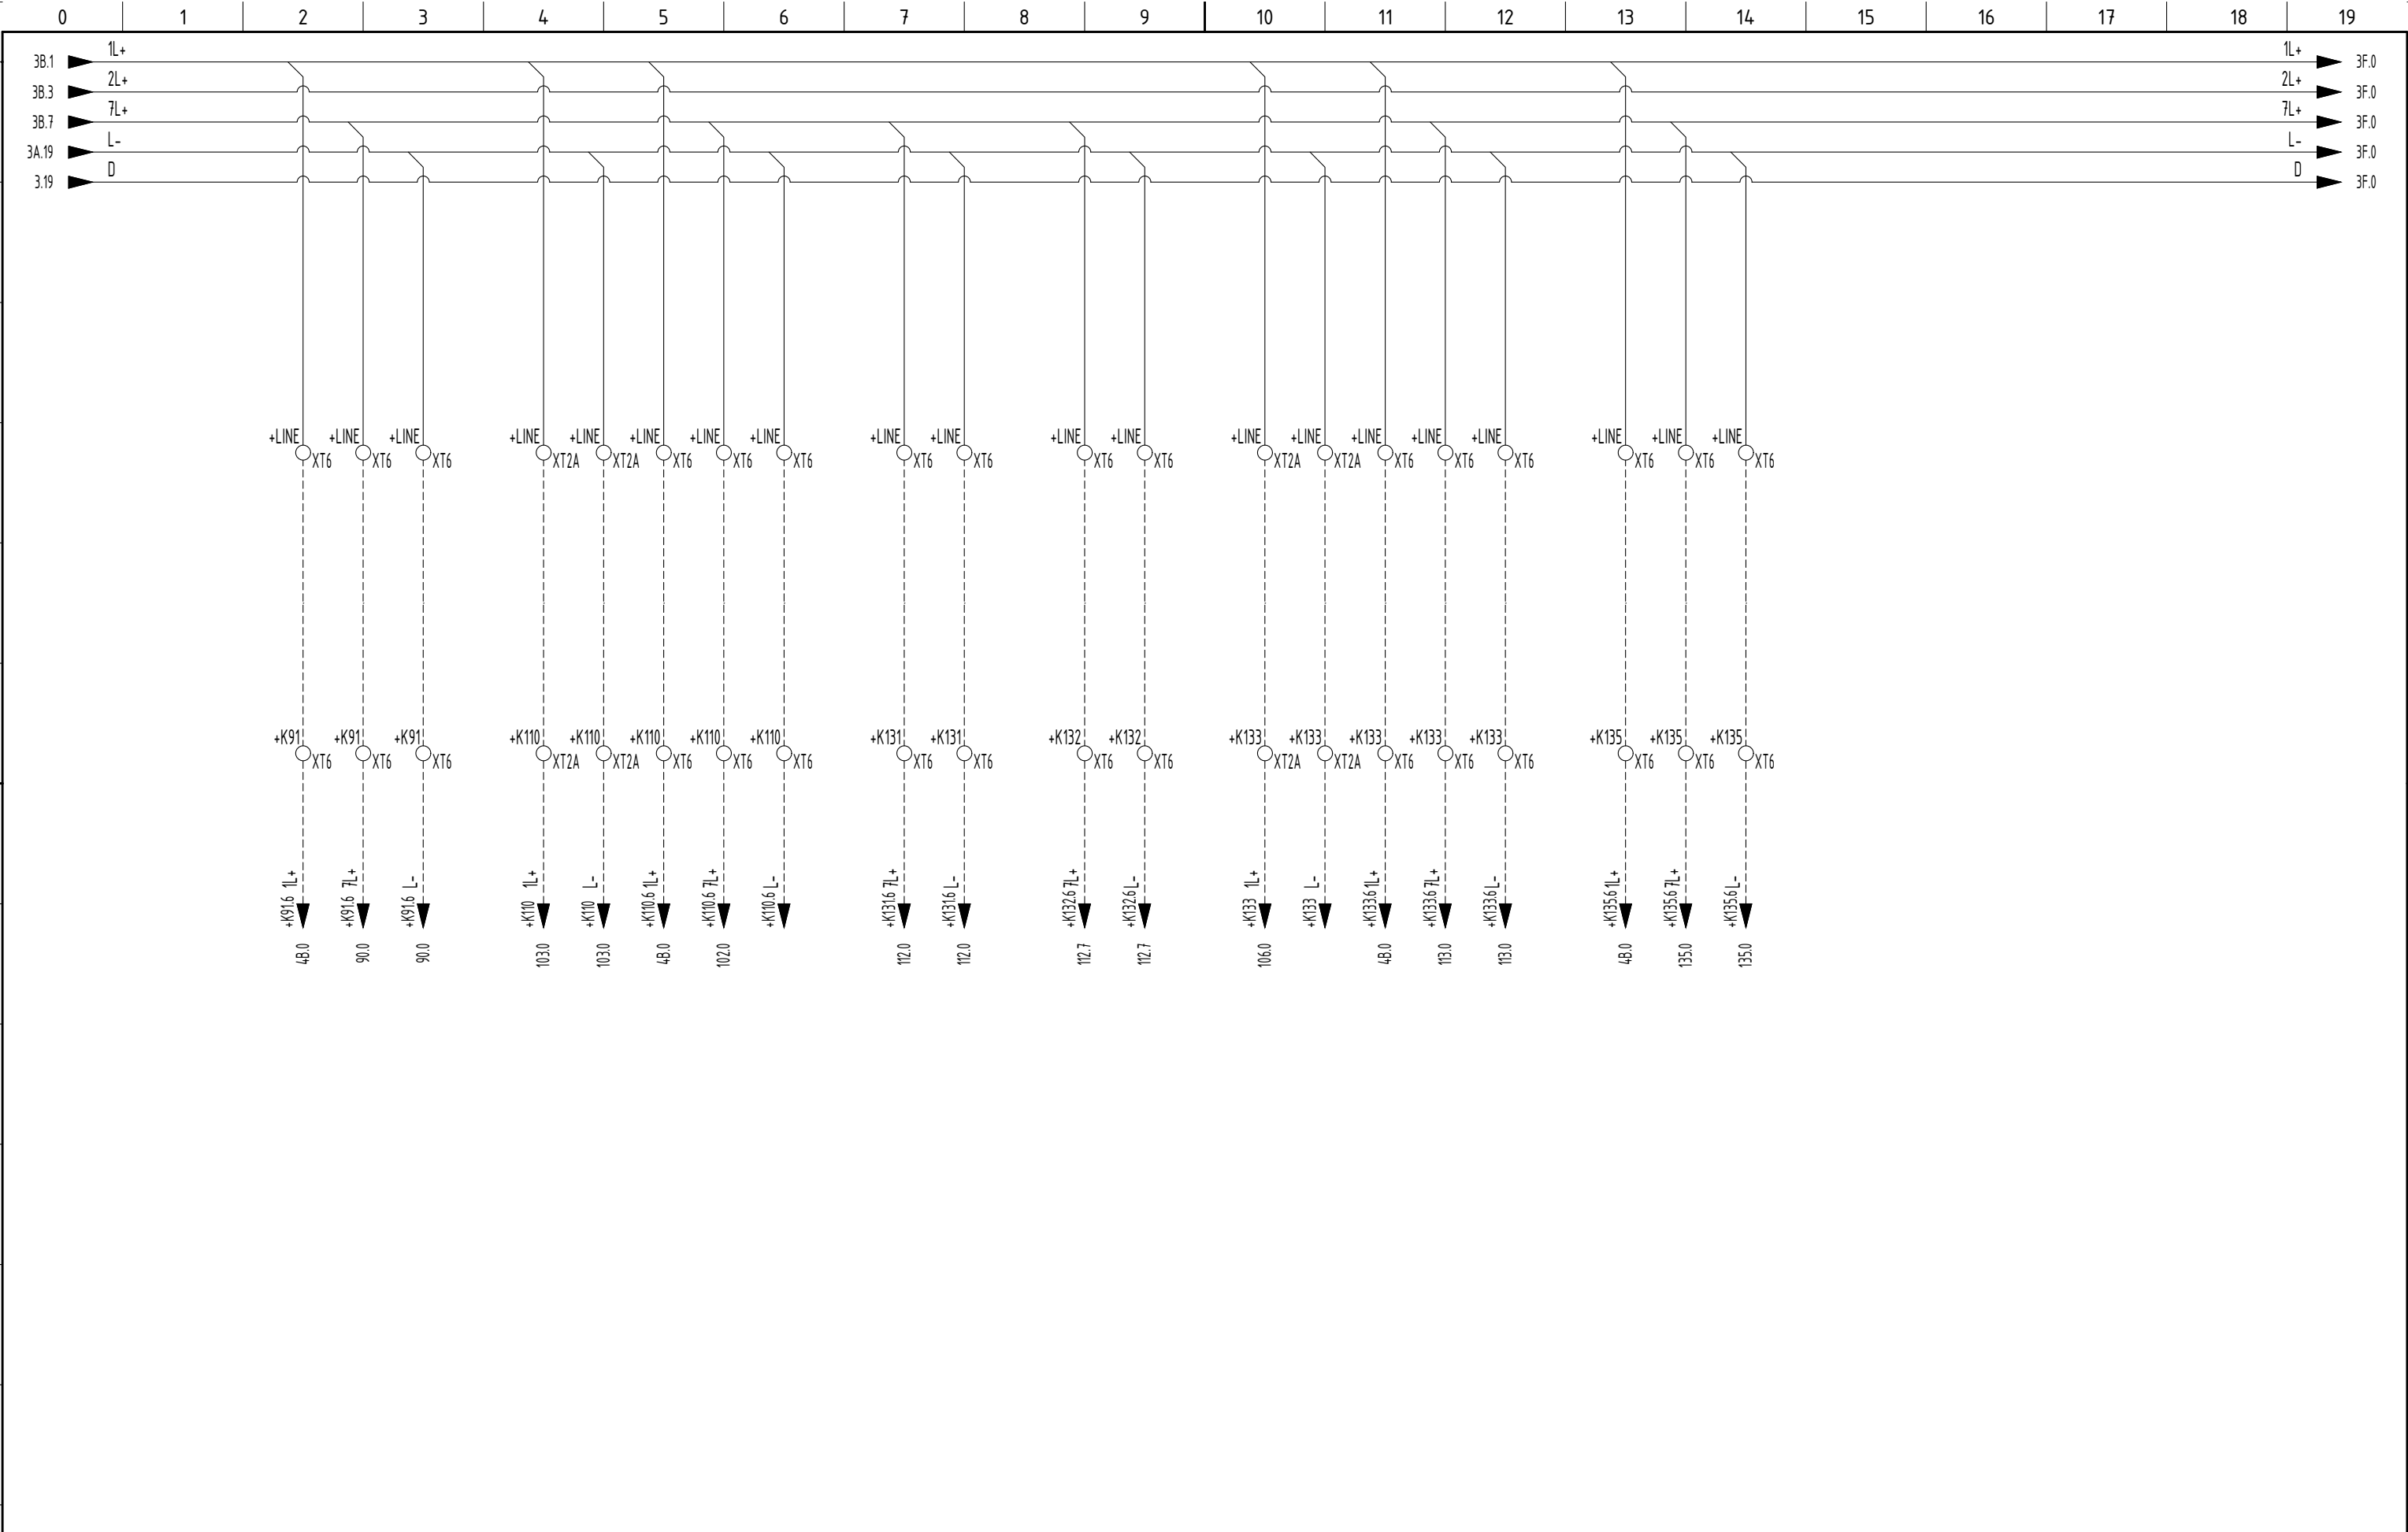 0 1 2 3 4 5 6 7 8 9 10 11 12 13 14 15 16 17 18 19
3B.1 1L+ 1L+ 3F.0
3B.3 2L+ 2L+ 3F.0
3B.7 7L+ 7L+ 3F.0
3A.19 L- L- 3F.0
3.19 D D 3F.0
+LINE +LINE +LINE +LINE +LINE +LINE +LINE +LINE +LINE +LINE +LINE +LINE +LINE +LINE +LINE +LINE +LINE +LINE +LINE +LINE
XT6 XT6 XT6 XT2A XT2A XT6 XT6 XT6 XT6 XT6 XT6 XT6 XT2A XT2A XT6 XT6 XT6 XT6 XT6 XT6
+K91 +K91 +K91 +K110 +K110 +K110 +K110 +K110 +K131 +K131 +K132 +K132 +K133 +K133 +K133 +K133 +K133 +K135 +K135 +K135
XT6 XT6 XT6 XT2A XT2A XT6 XT6 XT6 XT6 XT6 XT6 XT6 XT2A XT2A XT6 XT6 XT6 XT6 XT6 XT6
+K91.6 1L+
+K91.6 7L+
+K91.6 L-
+K110 1L+
+K110 L-
+K110.6 1L+
+K110.6 7L+
+K110.6 L-
+K131.6 7L+
+K131.6 L-
+K132.6 7L+
+K132.6 L-
+K133 1L+
+K133 L-
+K133.6 1L+
+K133.6 7L+
+K133.6 L-
+K135.6 1L+
+K135.6 7L+
+K135.6 L-
4B.0 90.0 90.0 103.0 103.0 4B.0 102.0 112.0 112.0 112.7 112.7 106.0 4B.0 113.0 113.0 4B.0 135.0 135.0